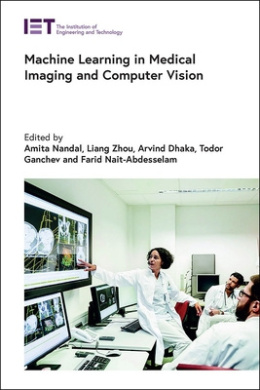 IET The Institution of
Engineering and Technology
Machine Learning in Medical
Imaging and Computer Vision
Edited by
Amita Nandal, Liang Zhou, Arvind Dhaka, Todor
Ganchev and Farid Nait-Abdesselam